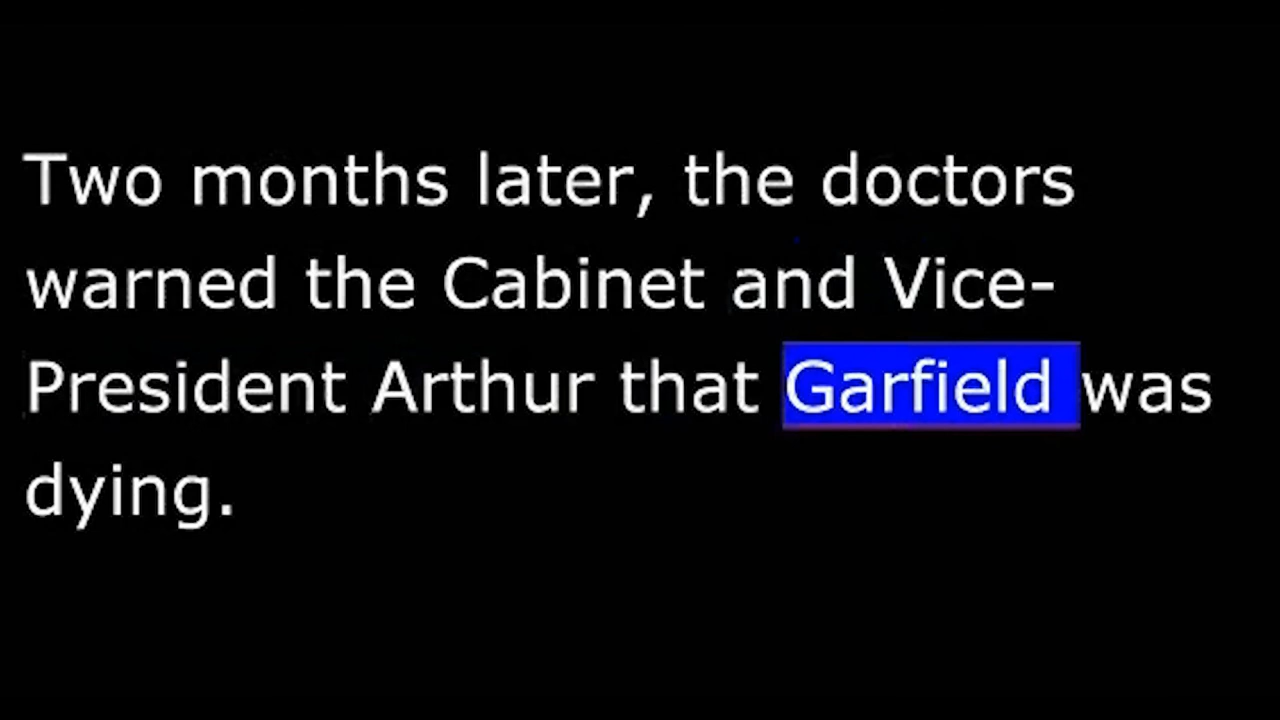 Two months later, the doctors
warned the Cabinet and Vice-
President Arthur that Garfield was
dying.